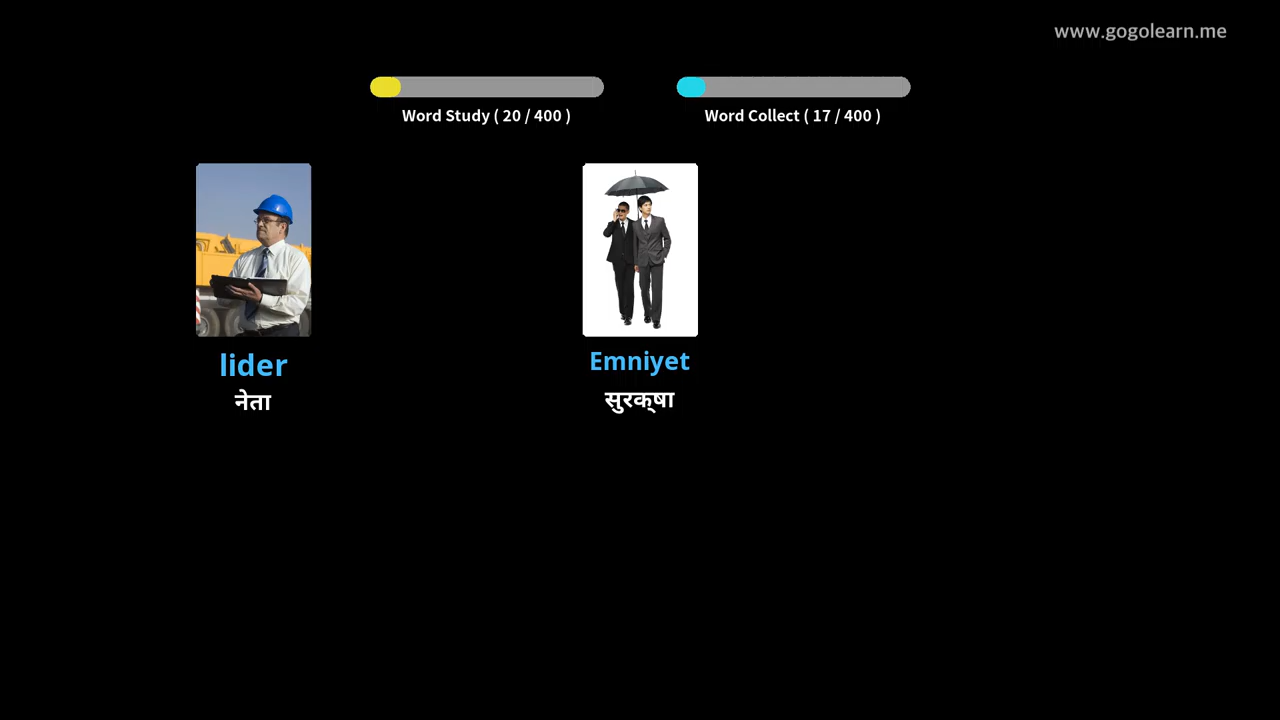 www.gogolearn.me
Word Study ( 20 / 400 )
Word Collect ( 17 / 400 )
lider
नेता
Emniyet
सुरक्षा